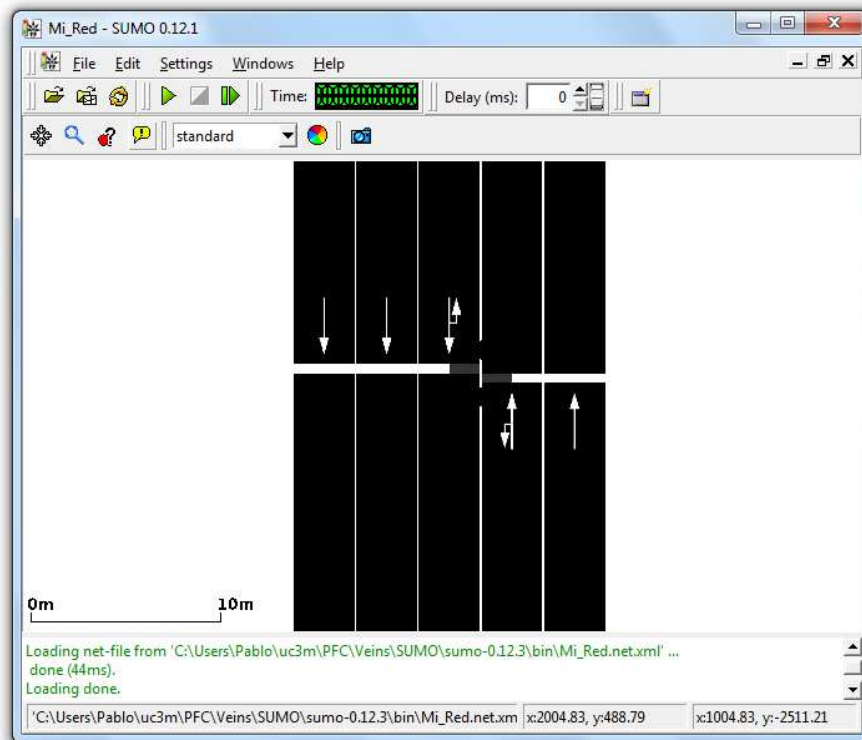 Mi_Red - SUMO 0.12.1
File Edit Settings Windows Help
Time: Delay (ms): 0
standard
0m 10m
Loading net-file from 'C:\Users\Pablo\uc3m\PFC\Veins\SUMO\sumo-0.12.3\bin\Mi_Red.net.xml' ...
done (44ms).
Loading done.
'C:\Users\Pablo\uc3m\PFC\Veins\SUMO\sumo-0.12.3\bin\Mi_Red.net.xm x:2004.83, y:488.79 x:1004.83, y:-2511.21